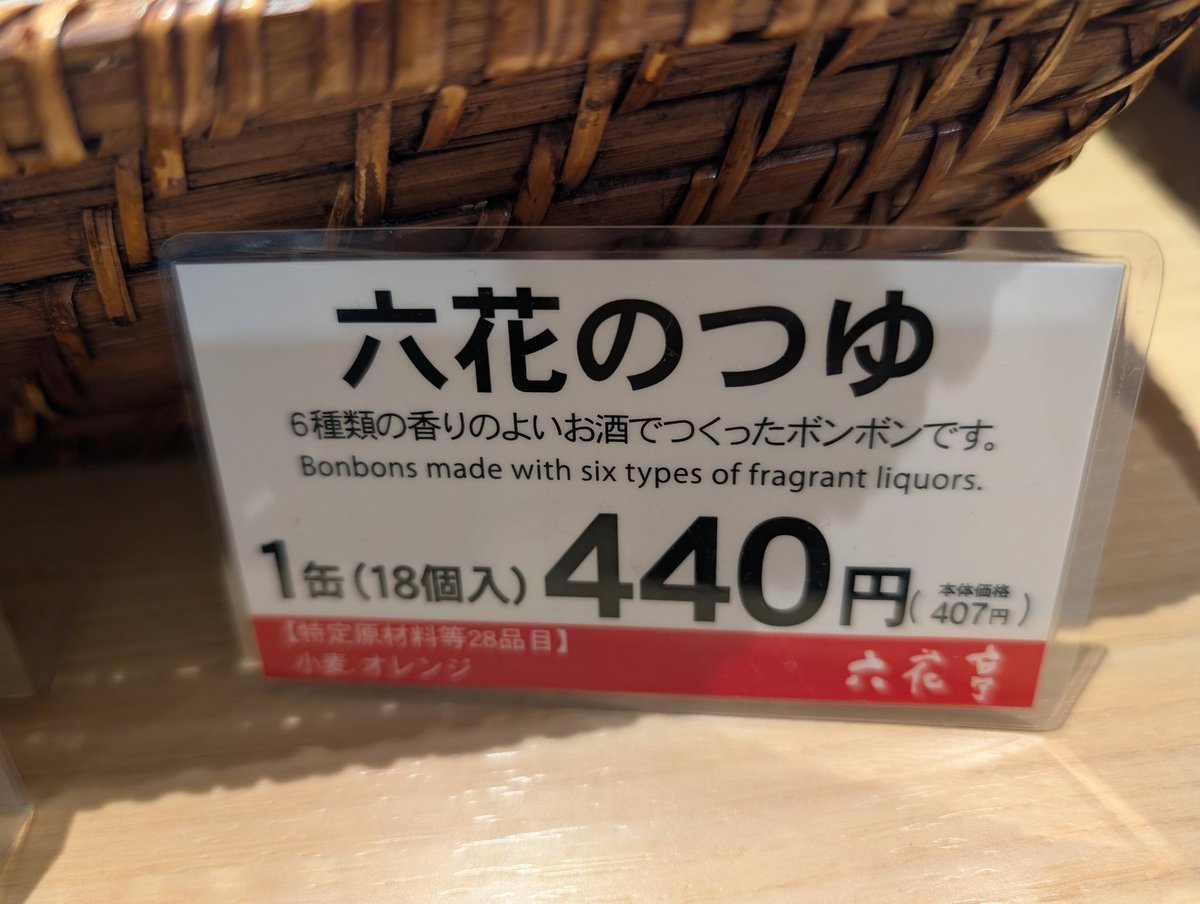 六花のつゆ
6種類の香りのよいお酒でつくったボンボンです。
Bonbons made with six types of fragrant liquors.
1缶(18個入) 440円(本体価格 407円)
【特定原材料等28品目】
小麦、オレンジ
六花亭